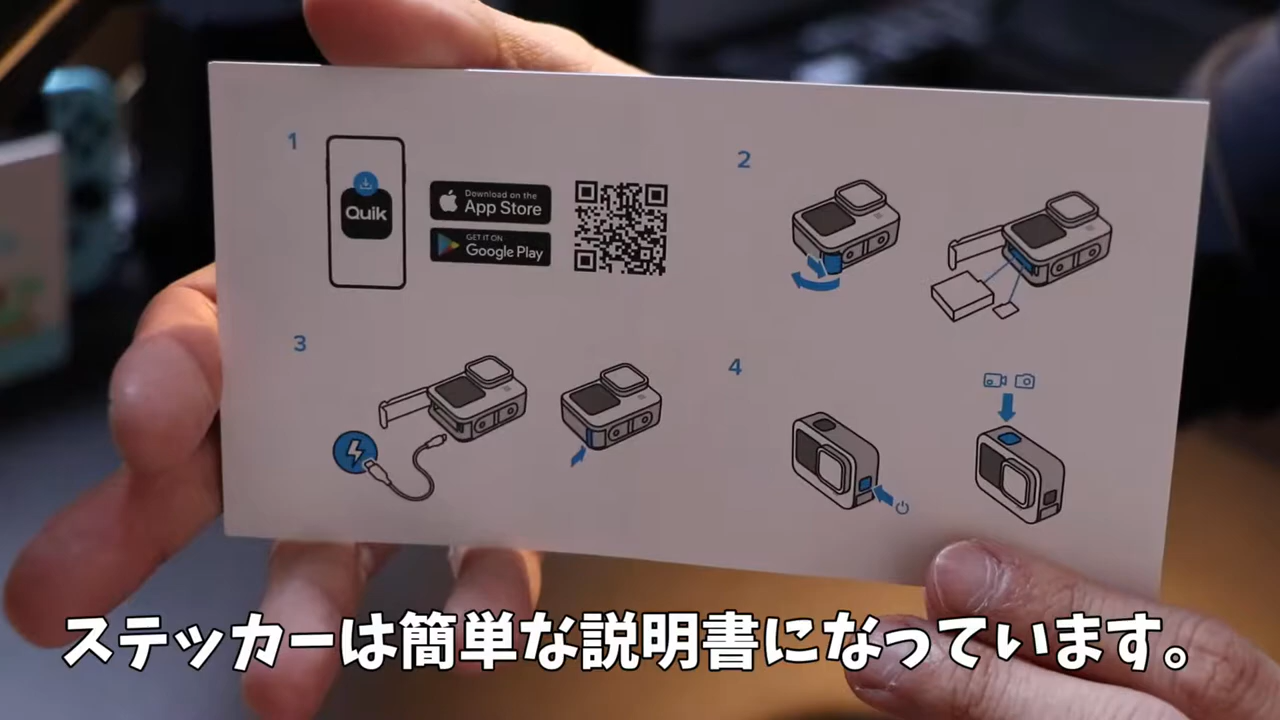 1
Quik
Download on the
App Store
GET IT ON
Google Play
2
3
4
ステッカーは簡単な説明書になっています。